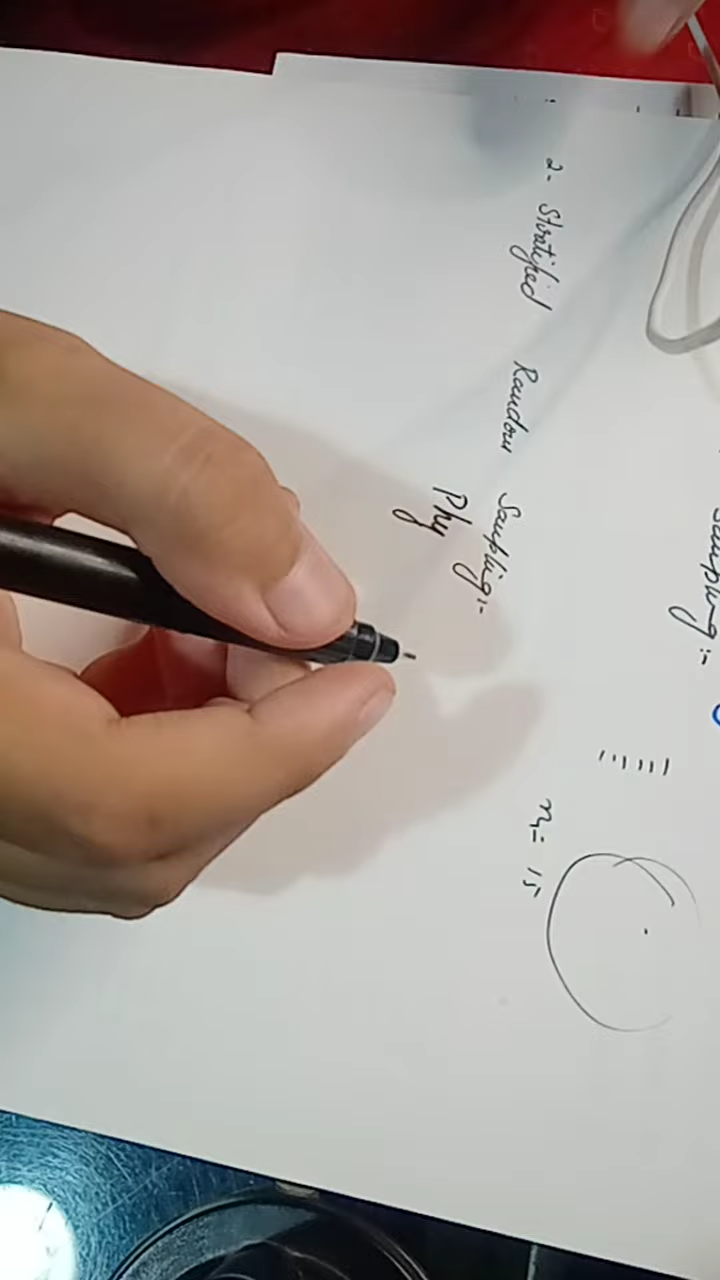 Sampling :-
n = 15
2- Stratified Random Sampling :-
Phy